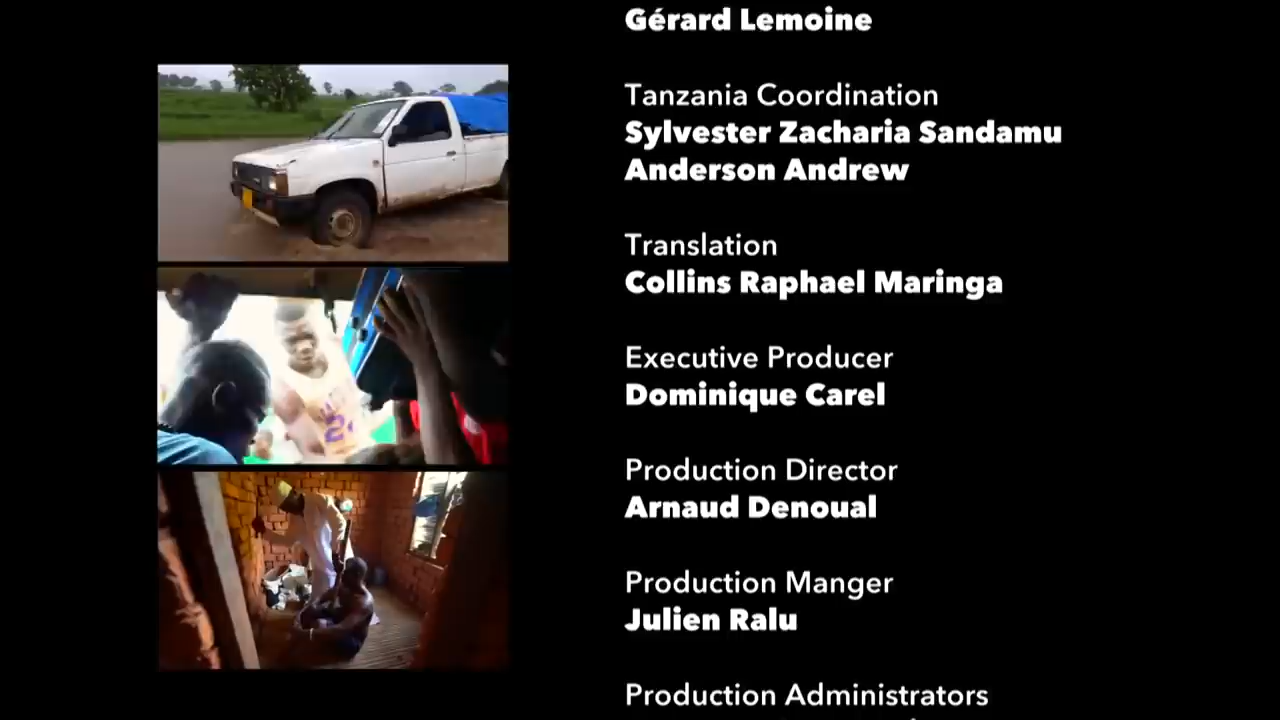 Gérard Lemoine
Tanzania Coordination
Sylvester Zacharia Sandamu
Anderson Andrew
Translation
Collins Raphael Maringa
Executive Producer
Dominique Carel
Production Director
Arnaud Denoual
Production Manger
Julien Ralu
Production Administrators